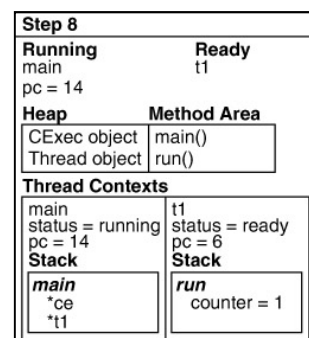 Step 8
Running Ready
main t1
pc = 14
Heap Method Area
CExec object main()
Thread object run()
Thread Contexts
main t1
status = running status = ready
pc = 14 pc = 6
Stack Stack
main run
*ce counter = 1
*t1